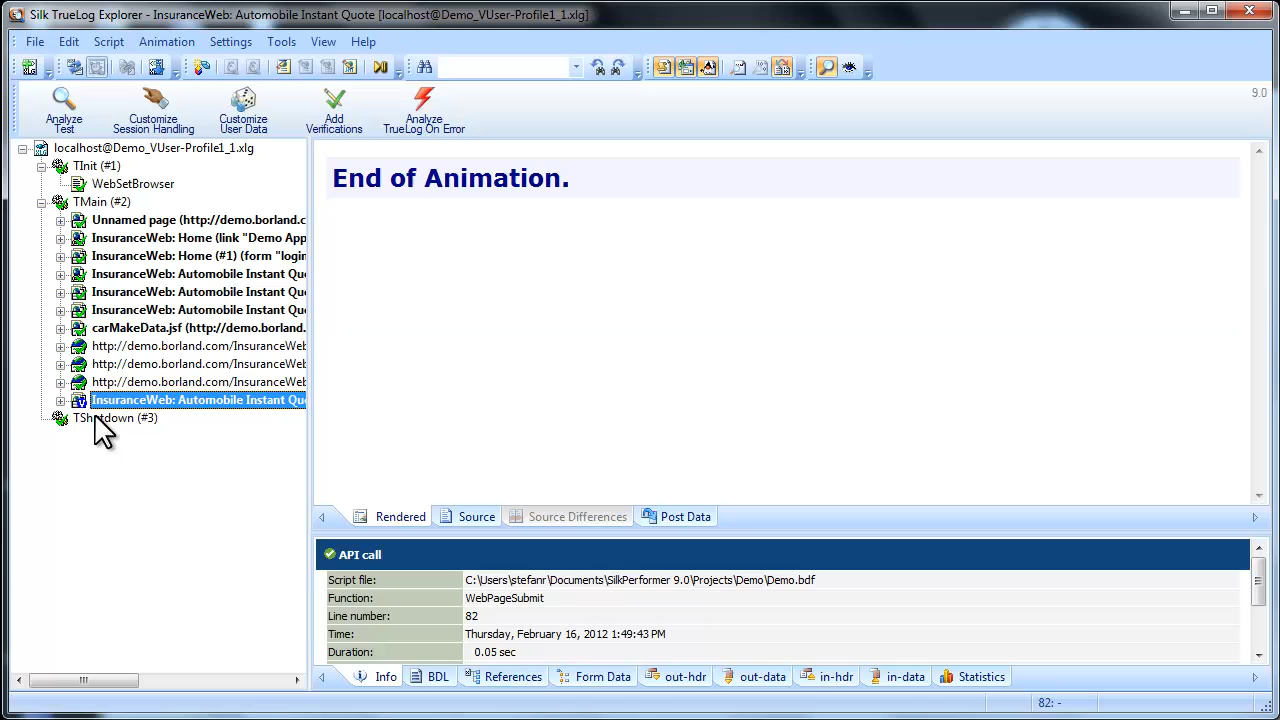 Silk TrueLog Explorer - InsuranceWeb: Automobile Instant Quote [localhost@Demo_VUser-Profile1_1.xlg]
File Edit Script Animation Settings Tools View Help
9.0
Analyze Test
Customize Session Handling
Customize User Data
Add Verifications
Analyze TrueLog On Error
localhost@Demo_VUser-Profile1_1.xlg
TInit (#1)
WebSetBrowser
TMain (#2)
Unnamed page (http://demo.borland.c
InsuranceWeb: Home (link "Demo App
InsuranceWeb: Home (#1) (form "login
InsuranceWeb: Automobile Instant Quo
InsuranceWeb: Automobile Instant Quo
InsuranceWeb: Automobile Instant Quo
carMakeData.jsf (http://demo.borland.
http://demo.borland.com/InsuranceWeb
http://demo.borland.com/InsuranceWeb
http://demo.borland.com/InsuranceWeb
InsuranceWeb: Automobile Instant Quo
TShutdown (#3)
End of Animation.
Rendered Source Source Differences Post Data
API call
Script file: C:\Users\stefanr\Documents\SilkPerformer 9.0\Projects\Demo\Demo.bdf
Function: WebPageSubmit
Line number: 82
Time: Thursday, February 16, 2012 1:49:43 PM
Duration: 0.05 sec
Info BDL References Form Data out-hdr out-data in-hdr in-data Statistics
82: -